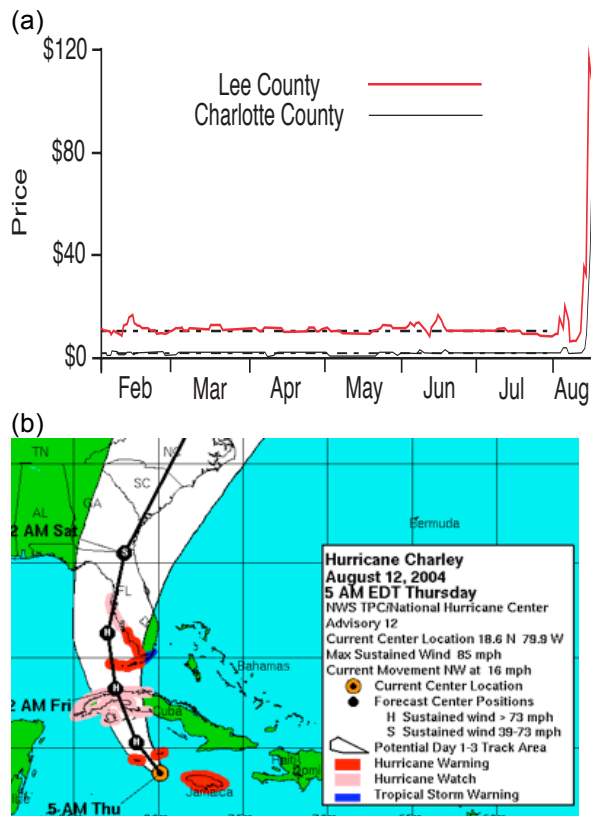 (a)
$120
$80
$40
$0
Price
Lee County
Charlotte County
Feb Mar Apr May Jun Jul Aug
(b)
TN
NC
SC
AL
GA
2 AM Sat
S
FL
H
Bermuda
Bahamas
2 AM Fri
H
Cuba
H
Haiti
Jamaica
5 AM Thu
Hurricane Charley
August 12, 2004
5 AM EDT Thursday
NWS TPC/National Hurricane Center
Advisory 12
Current Center Location 18.6 N 79.9 W
Max Sustained Wind 85 mph
Current Movement NW at 16 mph
Current Center Location
Forecast Center Positions
H Sustained wind > 73 mph
S Sustained wind 39-73 mph
Potential Day 1-3 Track Area
Hurricane Warning
Hurricane Watch
Tropical Storm Warning